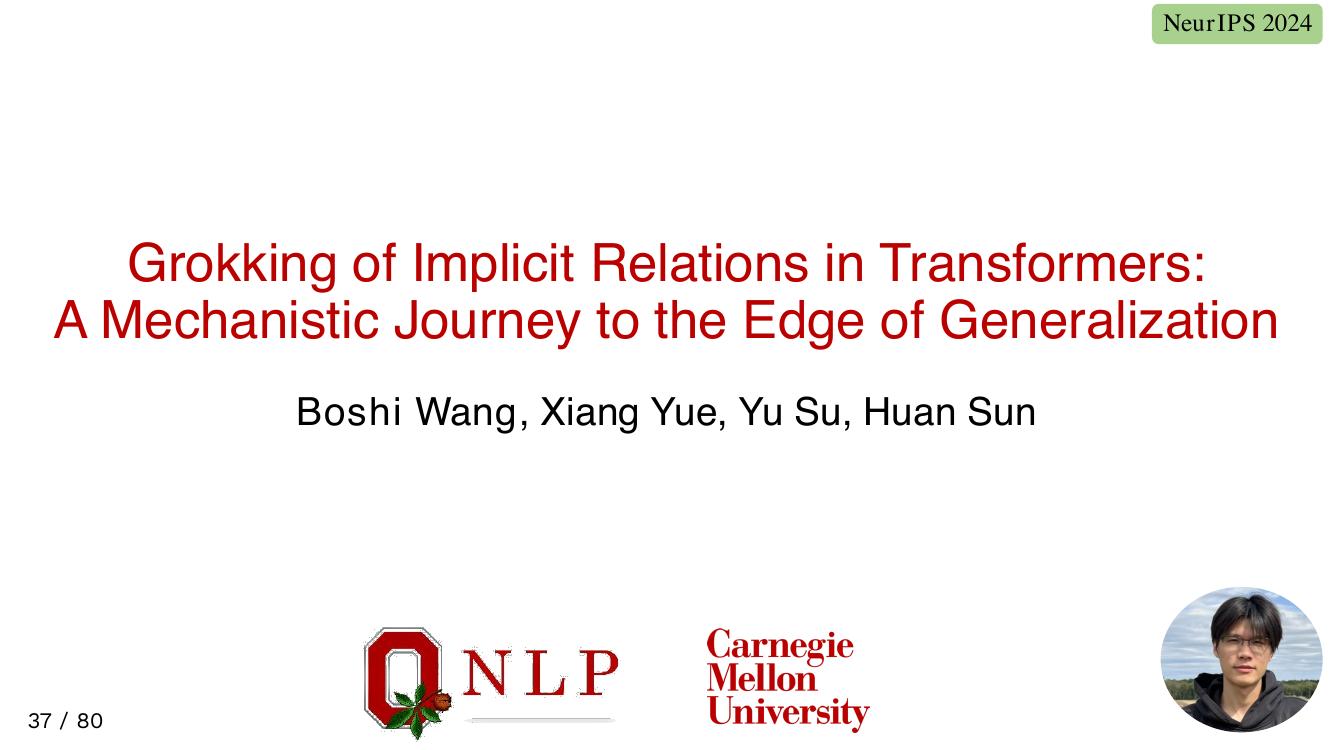 NeurIPS 2024
Grokking of Implicit Relations in Transformers:
A Mechanistic Journey to the Edge of Generalization
Boshi Wang, Xiang Yue, Yu Su, Huan Sun
NLP
Carnegie
Mellon
University
37 / 80